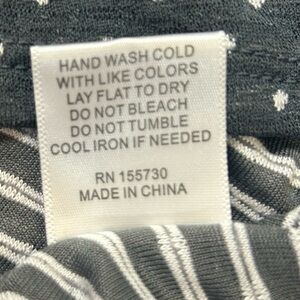 HAND WASH COLD
WITH LIKE COLORS
LAY FLAT TO DRY
DO NOT BLEACH
DO NOT TUMBLE
COOL IRON IF NEEDED
RN 155730
MADE IN CHINA